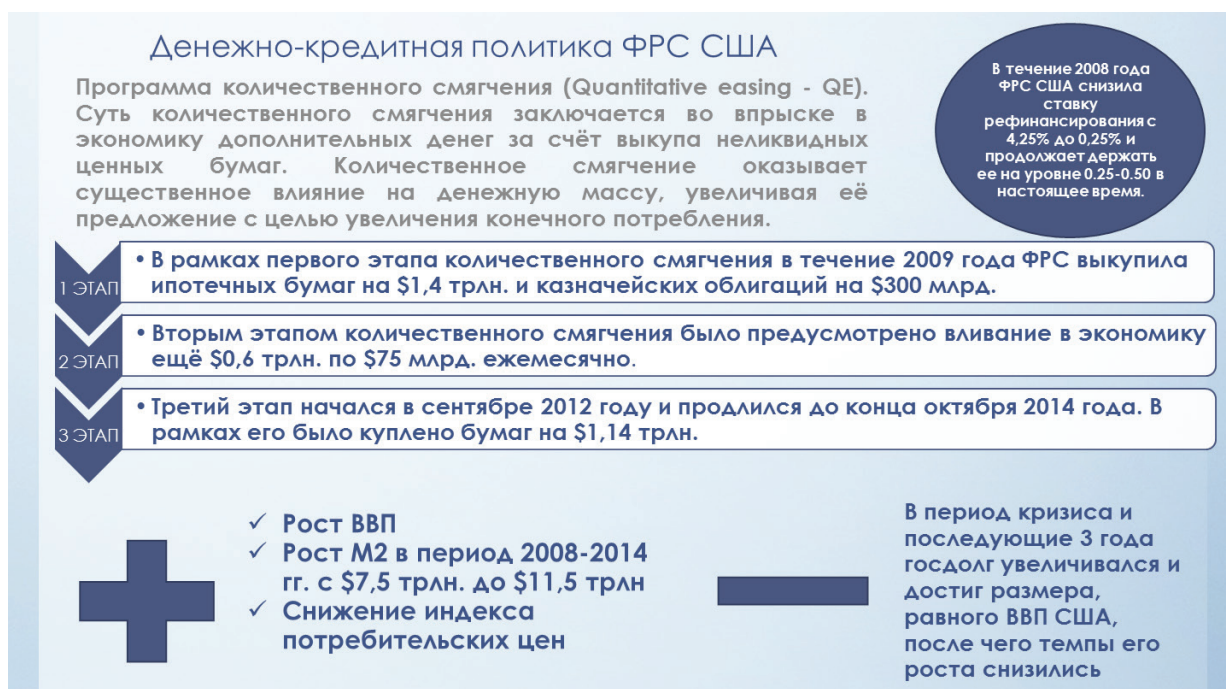 Денежно-кредитная политика ФРС США
Программа количественного смягчения (Quantitative easing - QE).
Суть количественного смягчения заключается во впрыске в
экономику дополнительных денег за счёт выкупа неликвидных
ценных бумаг. Количественное смягчение оказывает
существенное влияние на денежную массу, увеличивая её
предложение с целью увеличения конечного потребления.
В течение 2008 года
ФРС США снизила
ставку
рефинансирования с
4,25% до 0,25% и
продолжает держать
ее на уровне 0.25-0.50 в
настоящее время.
1 ЭТАП
• В рамках первого этапа количественного смягчения в течение 2009 года ФРС выкупила
ипотечных бумаг на $1,4 трлн. и казначейских облигаций на $300 млрд.
2 ЭТАП
• Вторым этапом количественного смягчения было предусмотрено вливание в экономику
ещё $0,6 трлн. по $75 млрд. ежемесячно.
3 ЭТАП
• Третий этап начался в сентябре 2012 году и продлился до конца октября 2014 года. В
рамках его было куплено бумаг на $1,14 трлн.
✓ Рост ВВП
✓ Рост М2 в период 2008-2014
гг. с $7,5 трлн. до $11,5 трлн
✓ Снижение индекса
потребительских цен
В период кризиса и
последующие 3 года
госдолг увеличивался и
достиг размера,
равного ВВП США,
после чего темпы его
роста снизились